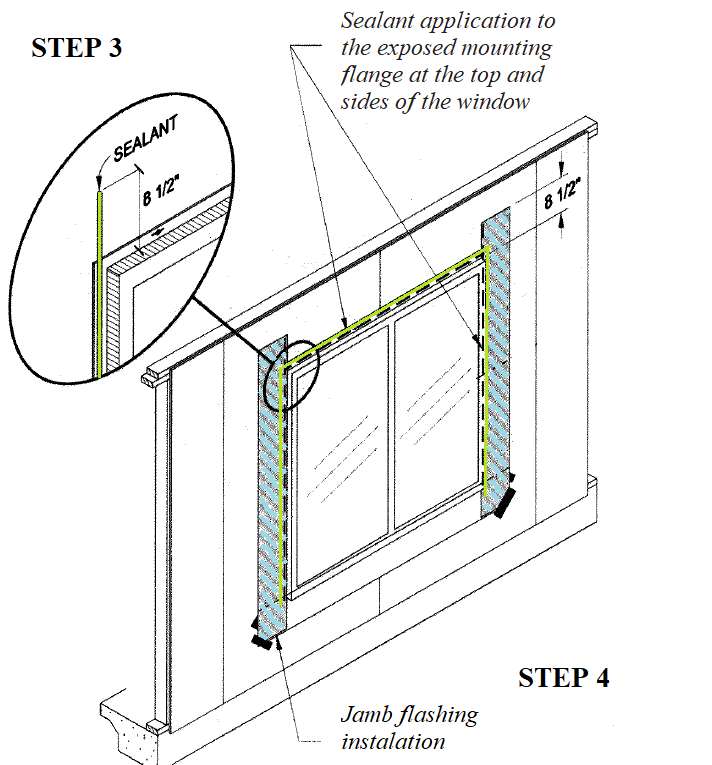 STEP 3
Sealant application to
the exposed mounting
flange at the top and
sides of the window
SEALANT
8 1/2"
8 1/2"
STEP 4
Jamb flashing
instalation